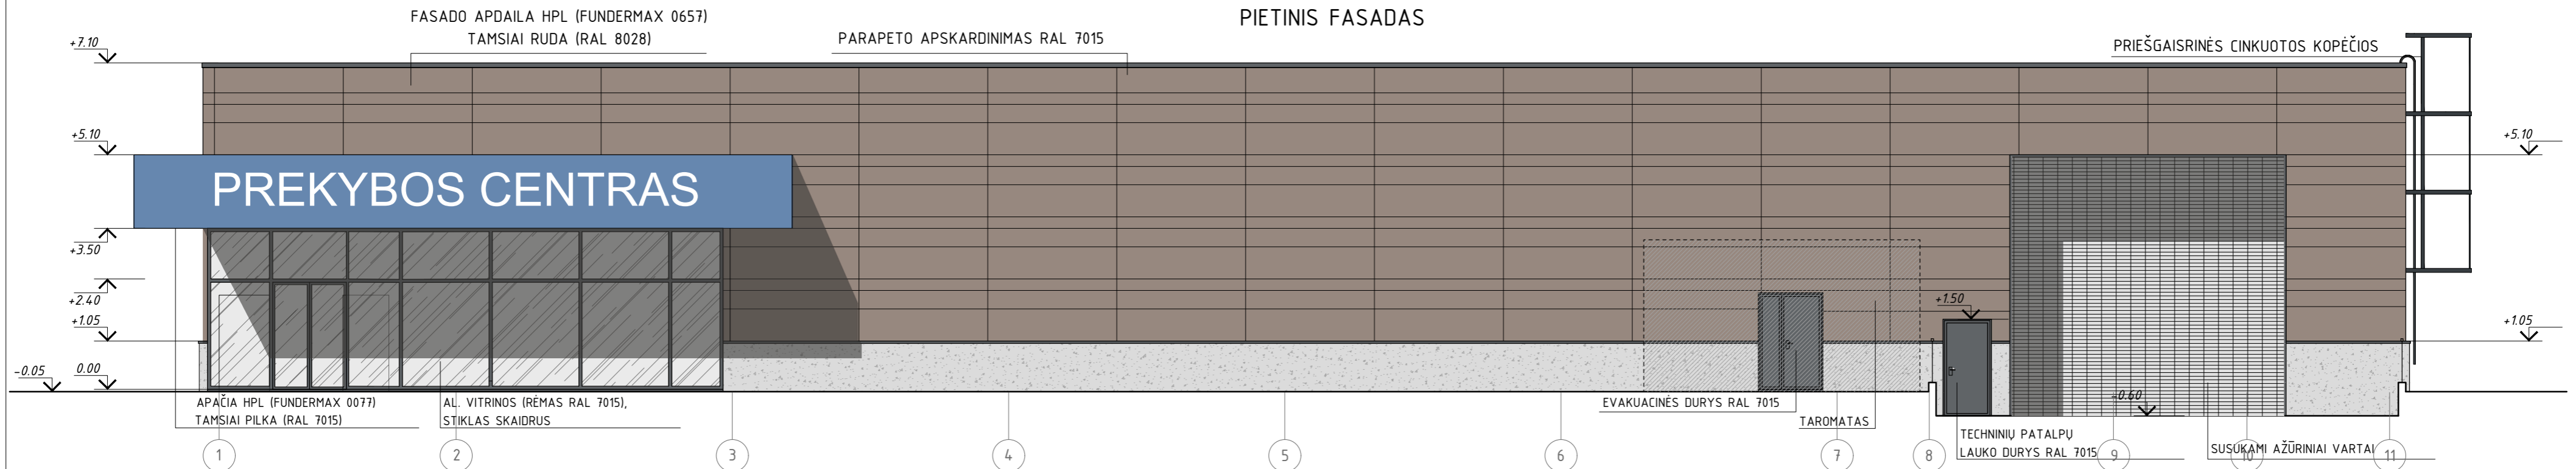 PIETINIS FASADAS
FASADO APDAILA HPL (FUNDERMAX 0657)
TAMSIAI RUDA (RAL 8028)
PARAPETO APSKARDINIMAS RAL 7015
PRIEŠGAISRINĖS CINKUOTOS KOPĖČIOS
+7.10
+5.10
+5.10
PREKYBOS CENTRAS
+3.50
+2.40
+1.50
+1.05
+1.05
0.00
-0.05
-0.60
APAČIA HPL (FUNDERMAX 0077)
TAMSIAI PILKA (RAL 7015)
AL. VITRINOS (RĖMAS RAL 7015),
STIKLAS SKAIDRUS
EVAKUACINĖS DURYS RAL 7015
TAROMATAS
TECHNINIŲ PATALPŲ
LAUKO DURYS RAL 7015
SUSUKAMI AŽŪRINIAI VARTAI
1 2 3 4 5 6 7 8 9 10 11